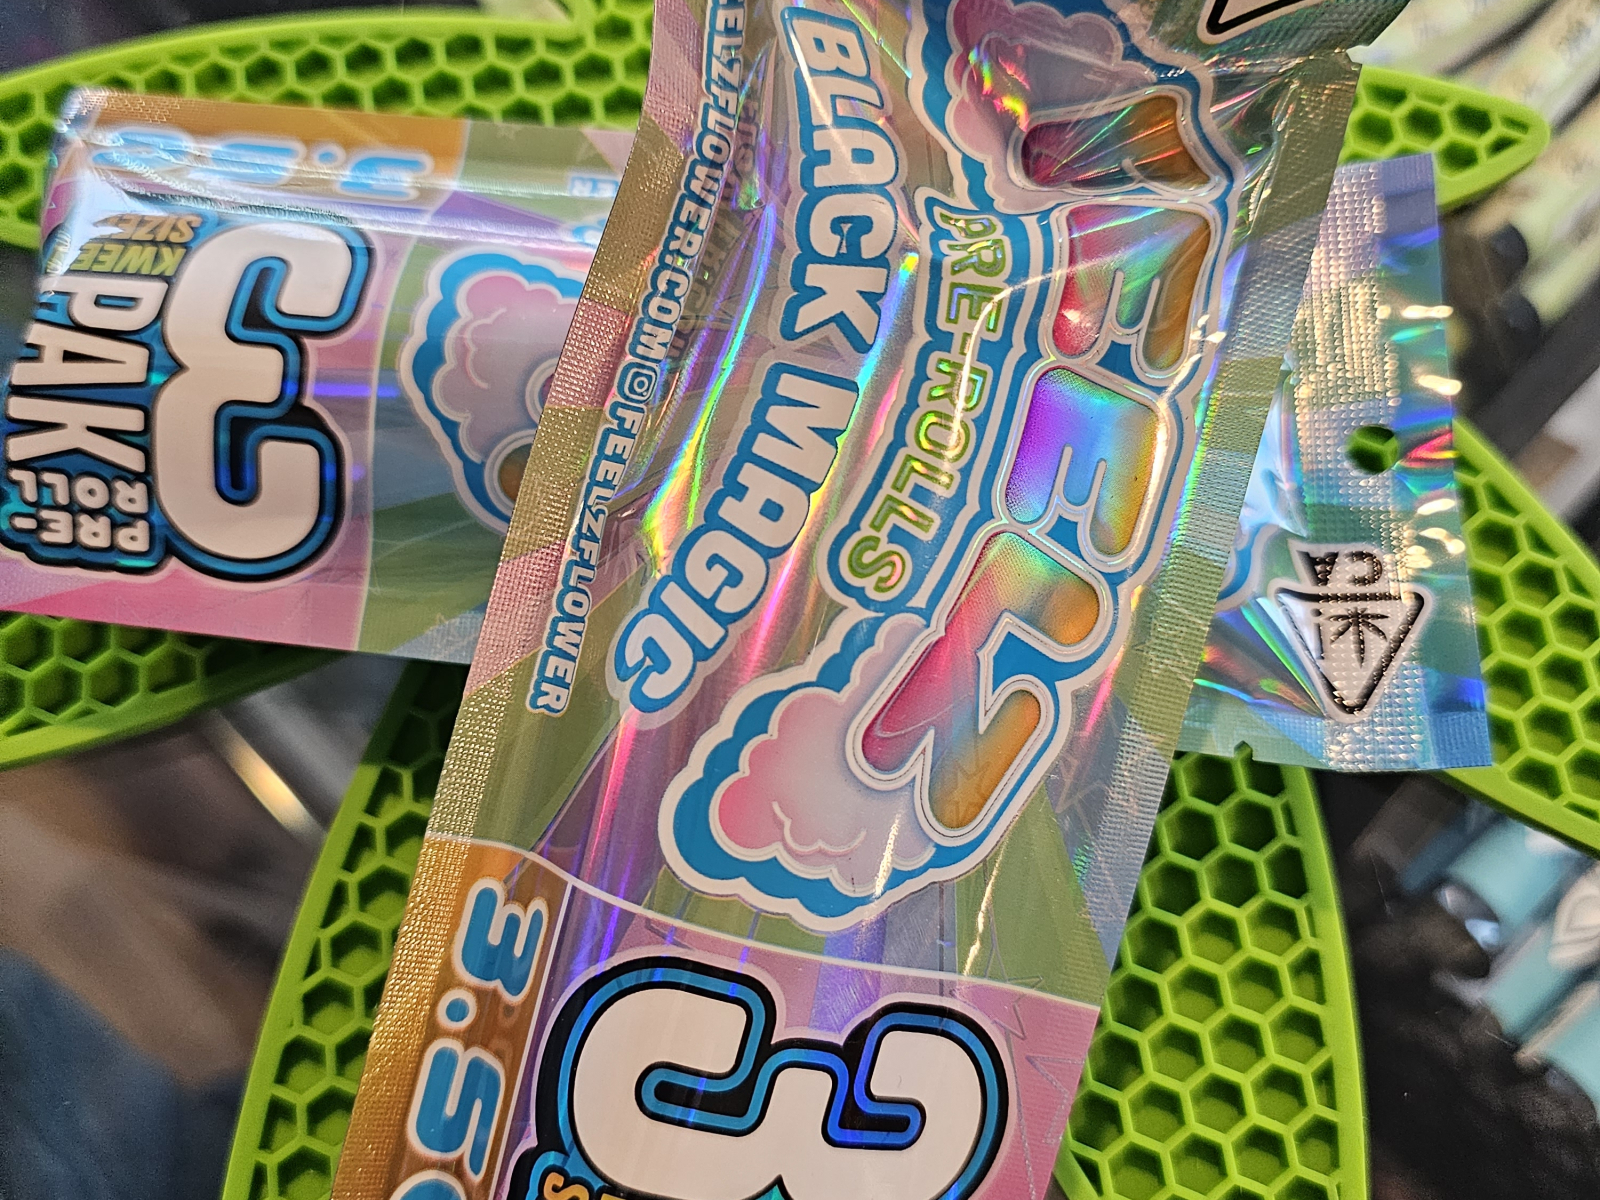 FEELZ
PRE-ROLLS
BLACK MAGIC
FEELZFLOWER.COM
FEELZFLOWER
3.5
3
3.5
3
KWEEN
SIZE
PAK
PRE-
ROLL
CA